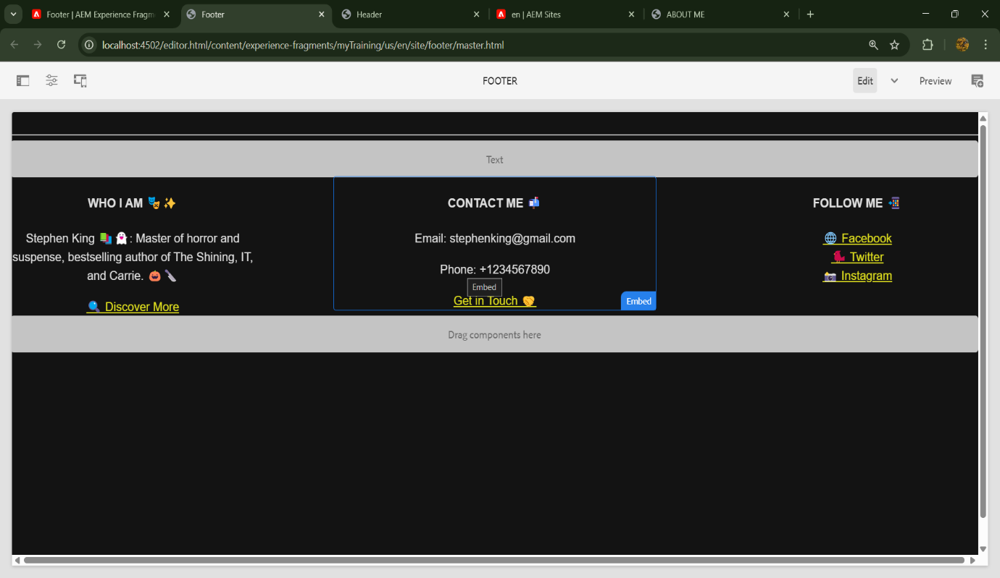 Footer | AEM Experience Fragm
Footer
Header
en | AEM Sites
ABOUT ME
localhost:4502/editor.html/content/experience-fragments/myTraining/us/en/site/footer/master.html
FOOTER
Edit
Preview
Text
WHO I AM 🎭✨
Stephen King 📚👻: Master of horror and
suspense, bestselling author of The Shining, IT,
and Carrie. 🎃🔪
🔍 Discover More
CONTACT ME 📬
Email: stephenking@gmail.com
Phone: +1234567890
Embed
Get in Touch 🤝
Embed
FOLLOW ME 📲
🌐 Facebook
🐦 Twitter
📸 Instagram
Drag components here